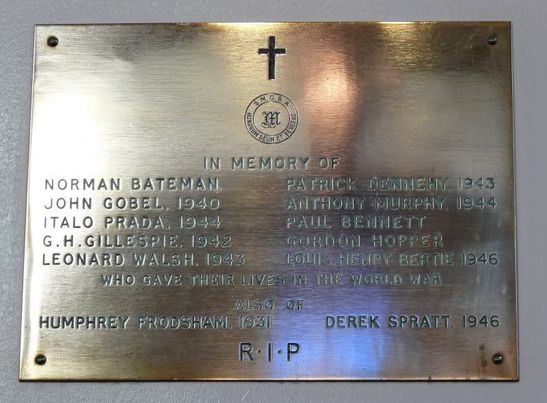 S.M.O.B.A.
IN MEMORY OF
NORMAN BATEMAN, PATRICK DENNEHY, 1943
JOHN GOBEL, 1940 ANTHONY MURPHY, 1944
ITALO PRADA, 1944 PAUL BENNETT
G.H. GILLESPIE, 1942 GORDON HOPPER
LEONARD WALSH, 1943 LOUIS HENRY BERTIE, 1946
WHO GAVE THEIR LIVES IN THE WORLD WAR
ALSO OF
HUMPHREY FRODSHAM, 1931 DEREK SPRATT, 1946
R·I·P